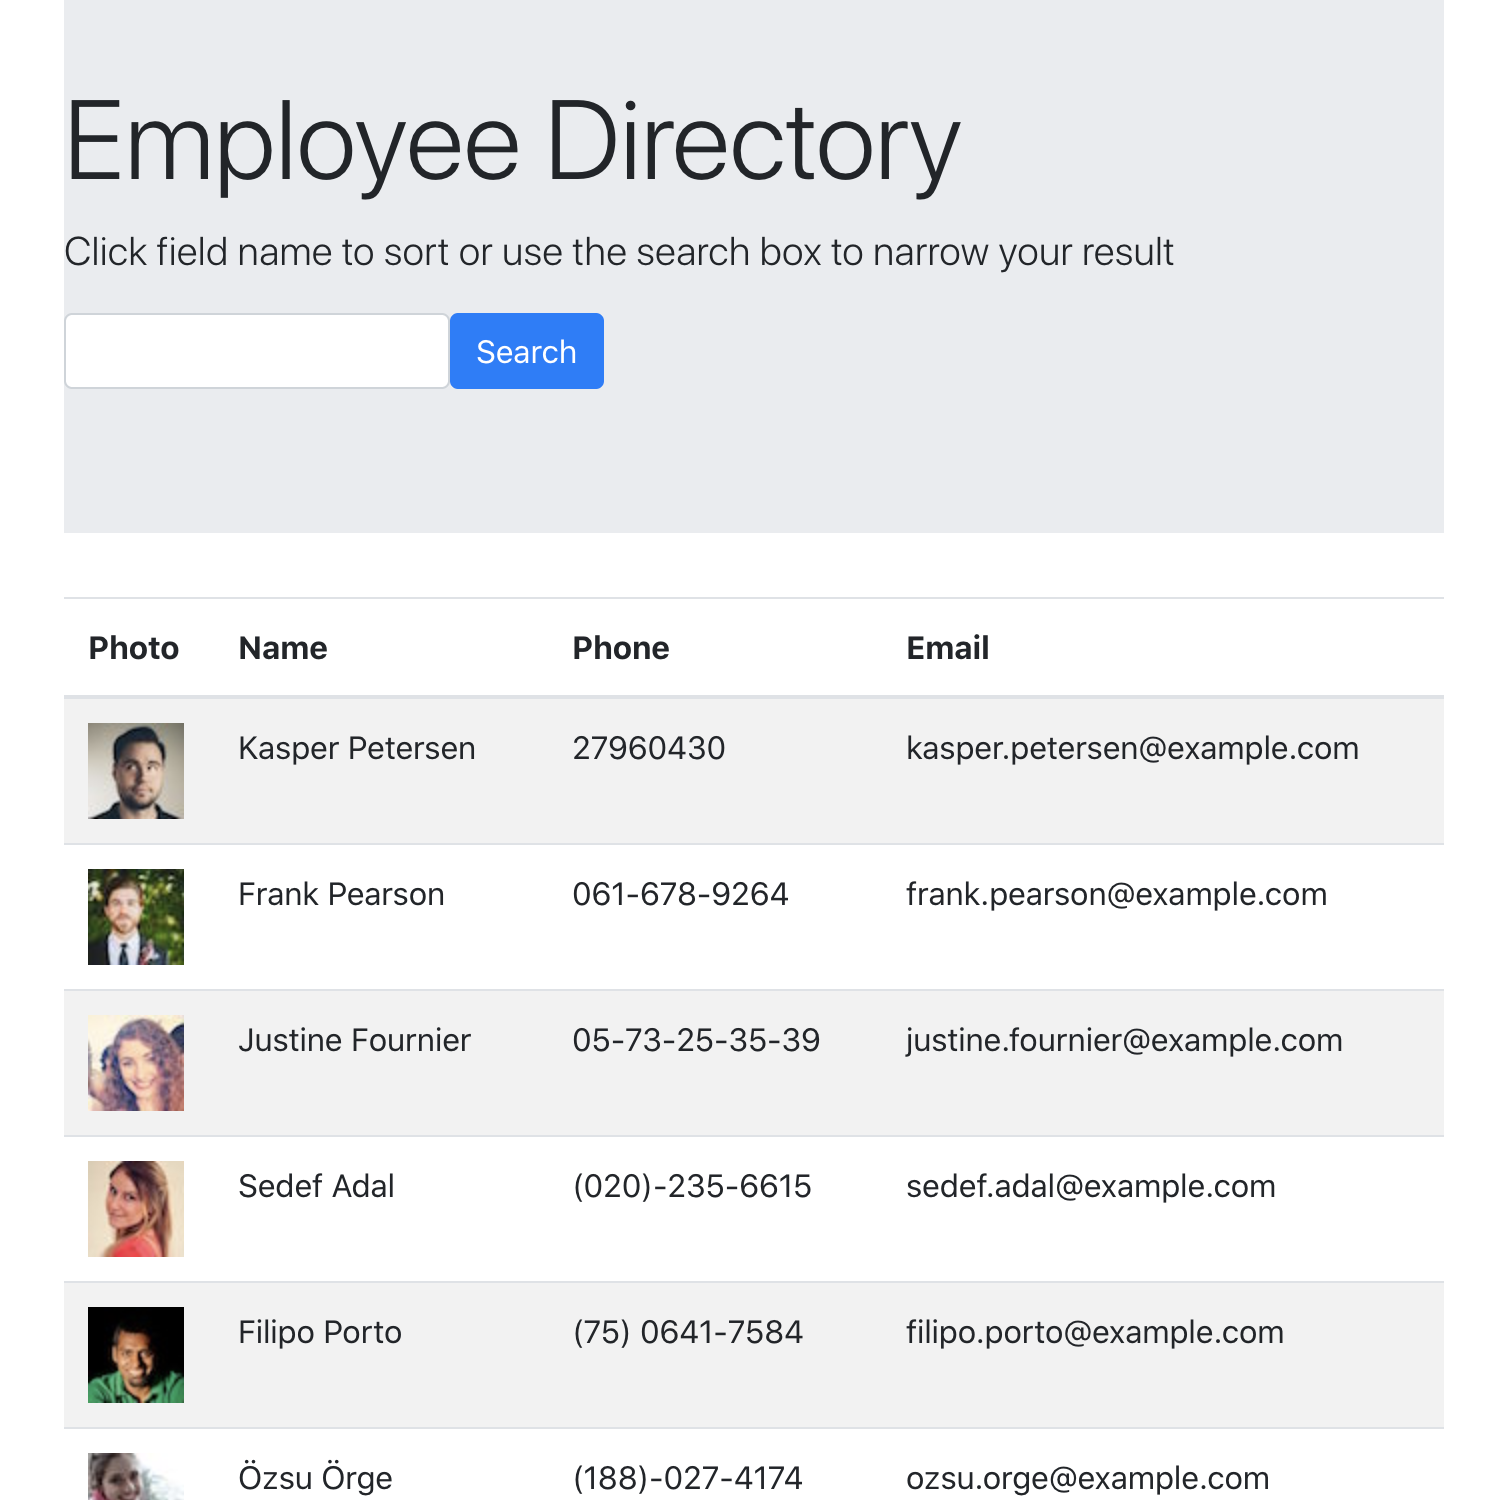 Employee Directory
Click field name to sort or use the search box to narrow your result
Search
Photo Name Phone Email
Kasper Petersen 27960430 kasper.petersen@example.com
Frank Pearson 061-678-9264 frank.pearson@example.com
Justine Fournier 05-73-25-35-39 justine.fournier@example.com
Sedef Adal (020)-235-6615 sedef.adal@example.com
Filipo Porto (75) 0641-7584 filipo.porto@example.com
Özsu Örge (188)-027-4174 ozsu.orge@example.com